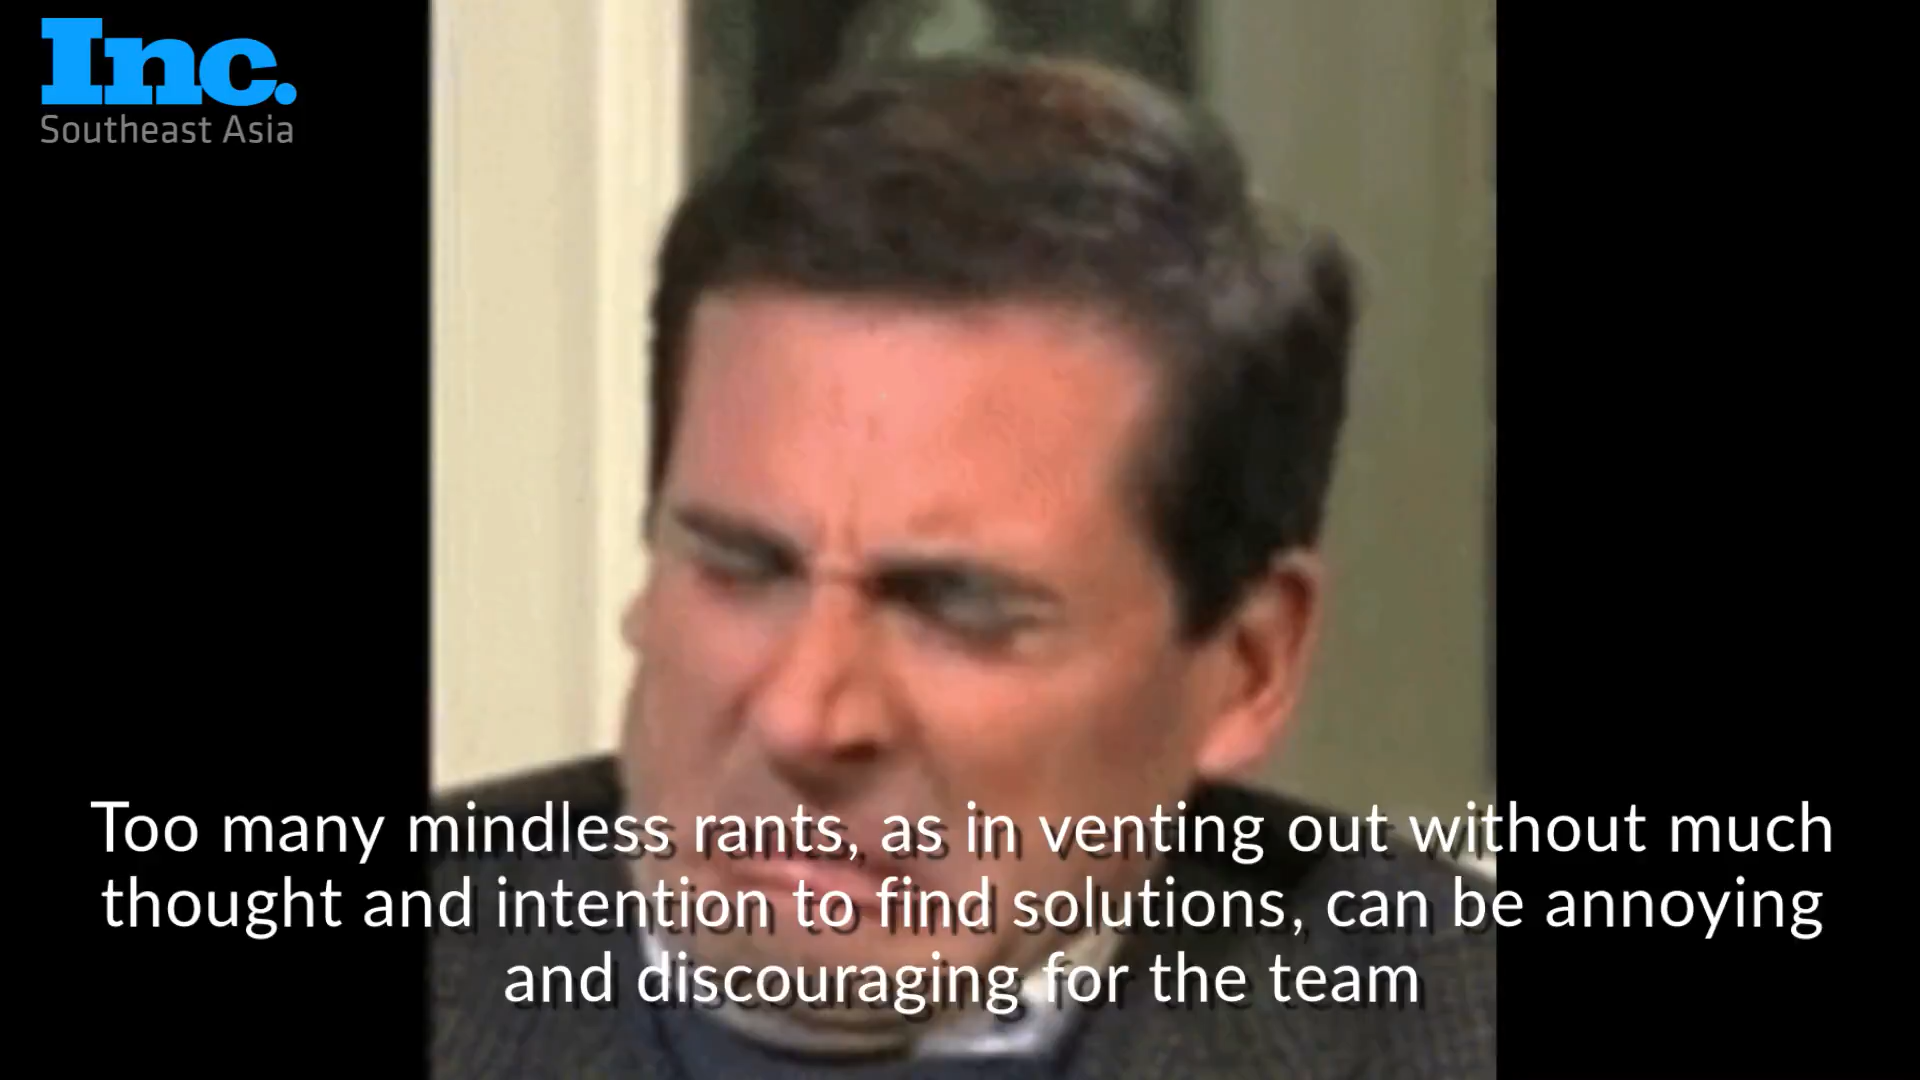 Inc.
Southeast Asia
Too many mindless rants, as in venting out without much
thought and intention to find solutions, can be annoying
and discouraging for the team